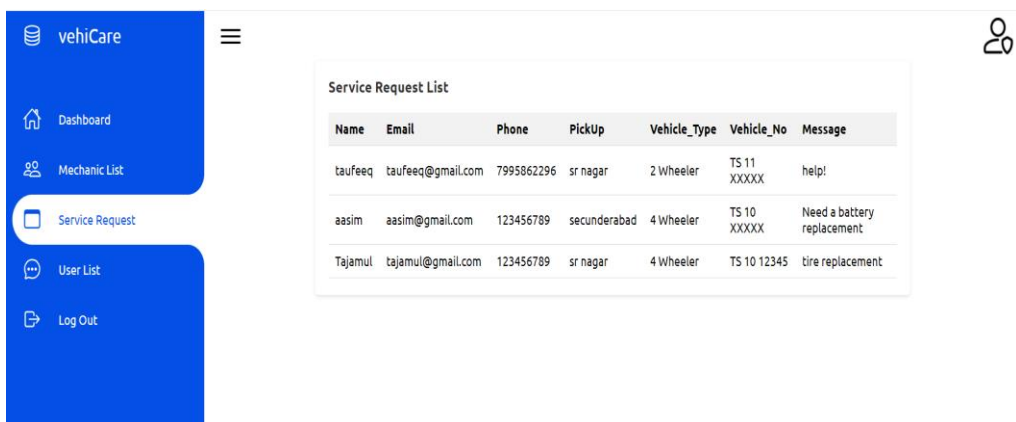 vehiCare
Dashboard
Mechanic List
Service Request
User List
Log Out
Service Request List
Name Email Phone PickUp Vehicle_Type Vehicle_No Message
taufeeq taufeeq@gmail.com 7995862296 sr nagar 2 Wheeler TS 11 XXXXX help!
aasim aasim@gmail.com 123456789 secunderabad 4 Wheeler TS 10 XXXXX Need a battery replacement
Tajamul tajamul@gmail.com 123456789 sr nagar 4 Wheeler TS 10 12345 tire replacement